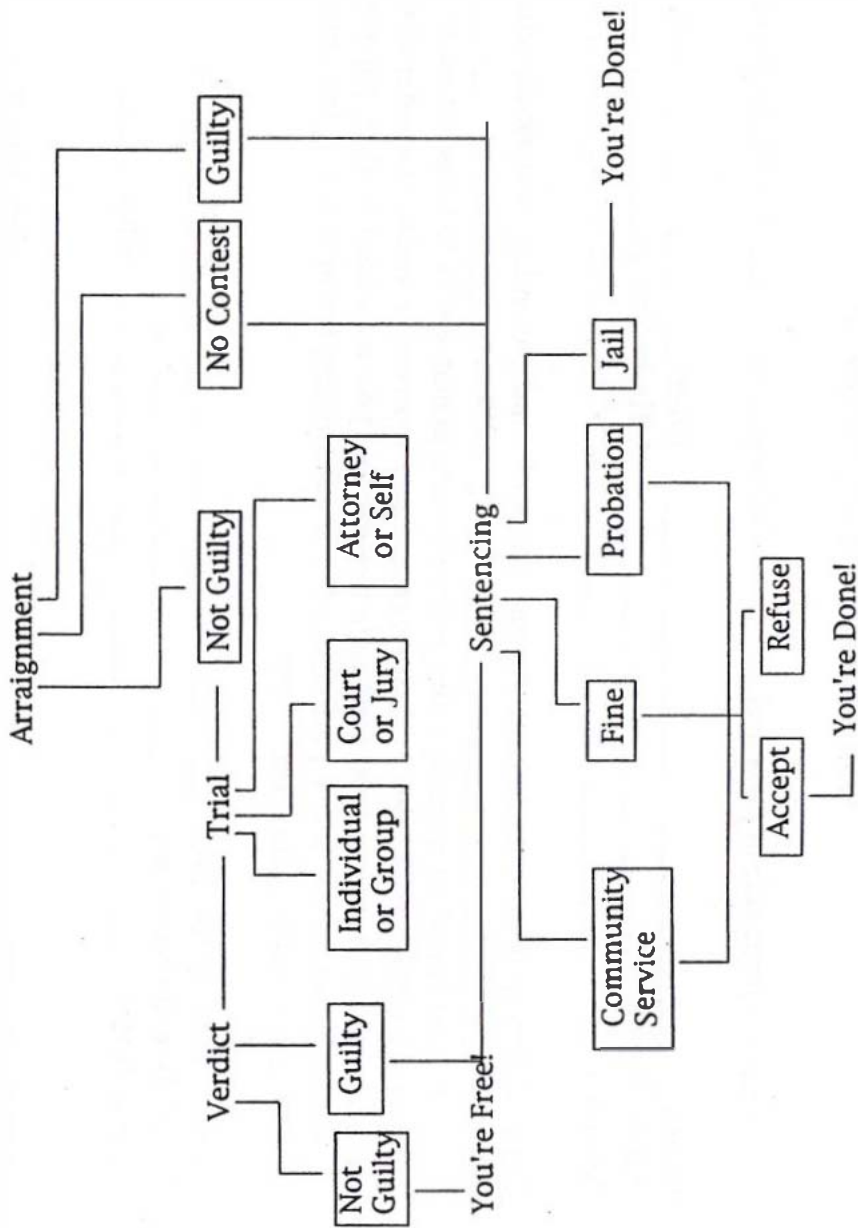 Arraignment
Not Guilty
No Contest
Guilty
Verdict
Trial
Not
Guilty
Guilty
Individual
or Group
Court
or Jury
Attorney
or Self
You're Free!
Sentencing
Community
Service
Fine
Probation
Jail
You're Done!
Accept
Refuse
You're Done!